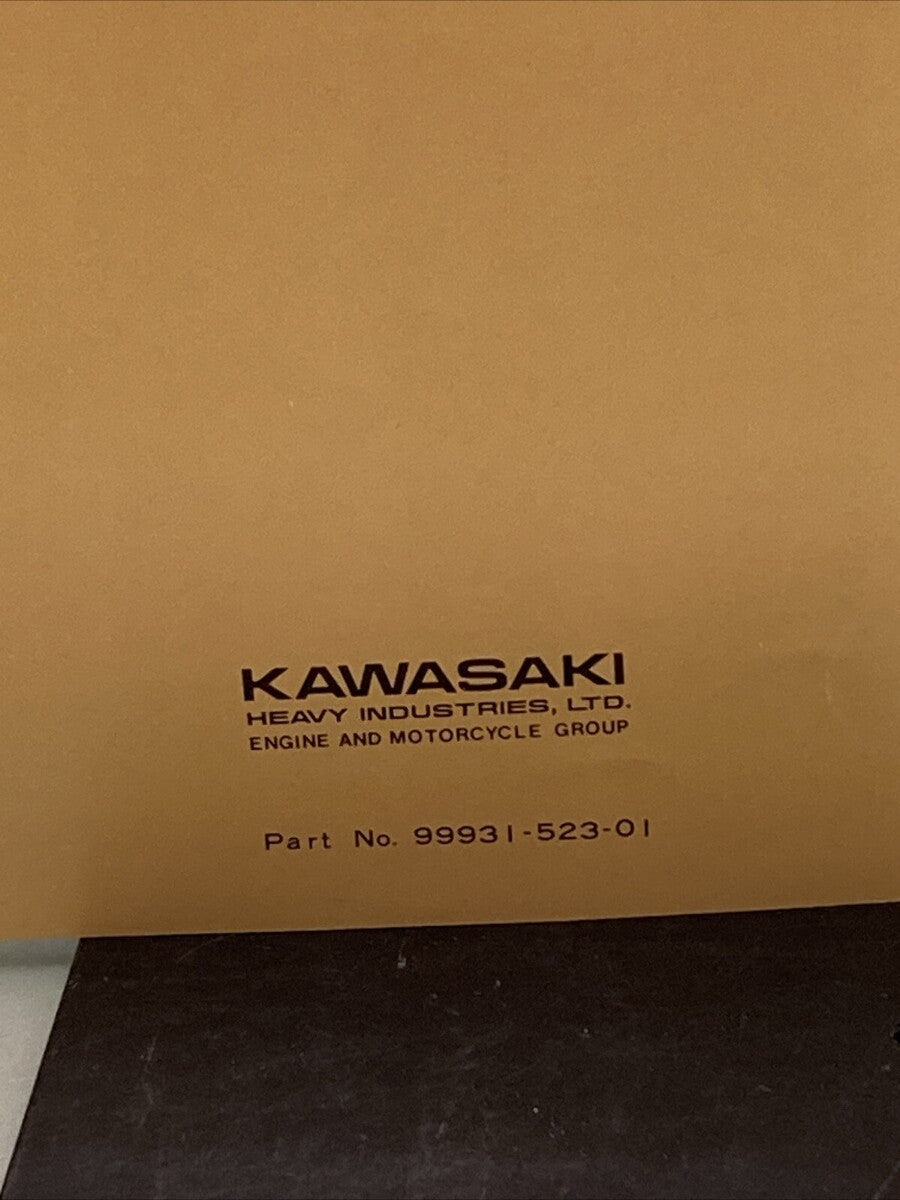 KAWASAKI
HEAVY INDUSTRIES, LTD.
ENGINE AND MOTORCYCLE GROUP
Part No. 99931-523-01